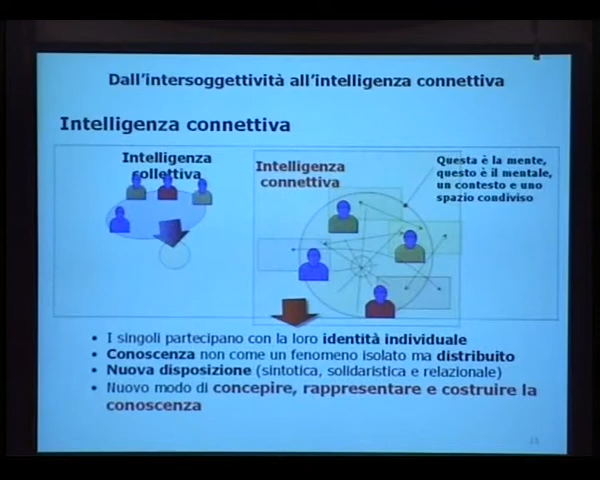 Dall'intersoggettività all'intelligenza connettiva
Intelligenza connettiva
Intelligenza
collettiva
Intelligenza
connettiva
Questa è la mente,
questo è il mentale,
un contesto e uno
spazio condiviso
• I singoli partecipano con la loro identità individuale
• Conoscenza non come un fenomeno isolato ma distribuito
• Nuova disposizione (sintotica, solidaristica e relazionale)
• Nuovo modo di concepire, rappresentare e costruire la
conoscenza